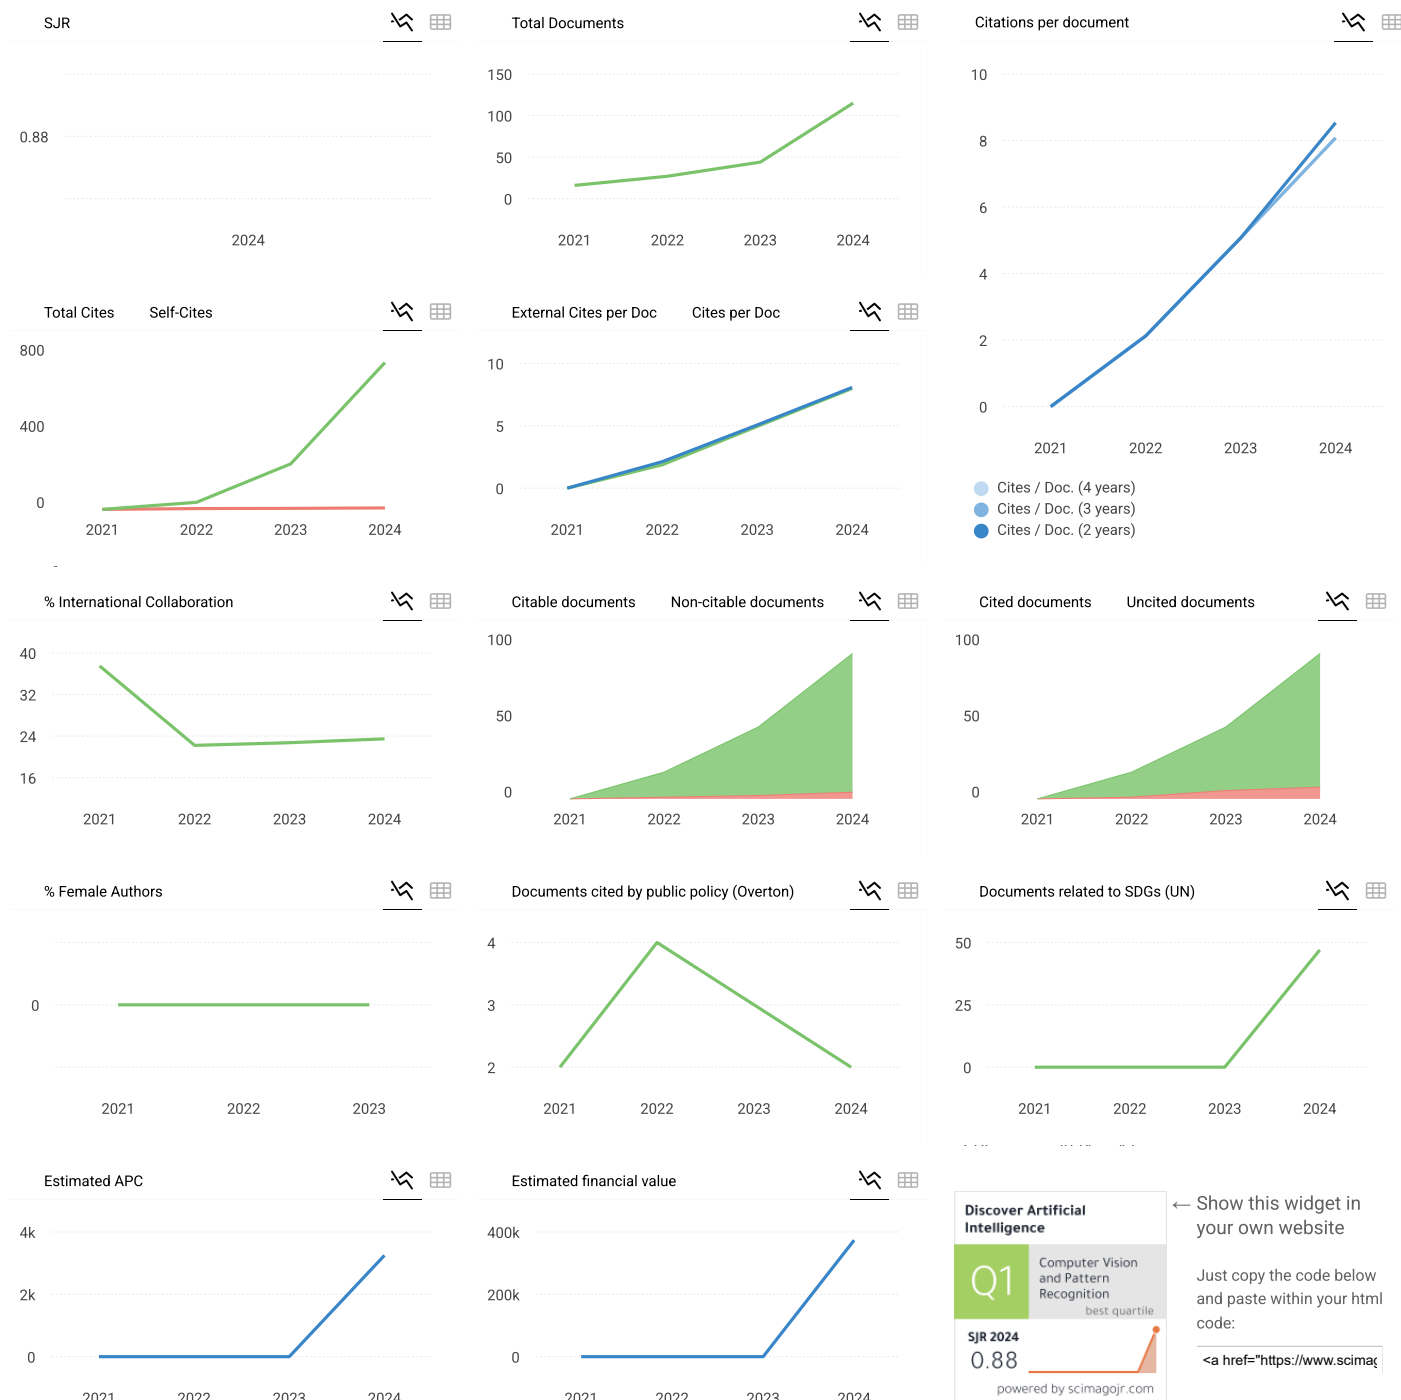 SJR
0.88
2024
Total Documents
150
100
50
0
2021 2022 2023 2024
Citations per document
10
8
6
4
2
0
2021 2022 2023 2024
Cites / Doc. (4 years)
Cites / Doc. (3 years)
Cites / Doc. (2 years)
Total Cites Self-Cites
800
400
0
2021 2022 2023 2024
External Cites per Doc Cites per Doc
10
5
0
2021 2022 2023 2024
% International Collaboration
40
32
24
16
2021 2022 2023 2024
Citable documents Non-citable documents
100
50
0
2021 2022 2023 2024
Cited documents Uncited documents
100
50
0
2021 2022 2023 2024
% Female Authors
0
2021 2022 2023
Documents cited by public policy (Overton)
4
3
2
2021 2022 2023 2024
Documents related to SDGs (UN)
50
25
0
2021 2022 2023 2024
Estimated APC
4k
2k
0
2021 2022 2023 2024
Estimated financial value
400k
200k
0
2021 2022 2023 2024
Discover Artificial
Intelligence
Q1
Computer Vision
and Pattern
Recognition
best quartile
SJR 2024
0.88
powered by scimagojr.com
← Show this widget in
your own website
Just copy the code below
and paste within your html
code:
<a href="https://www.scimag